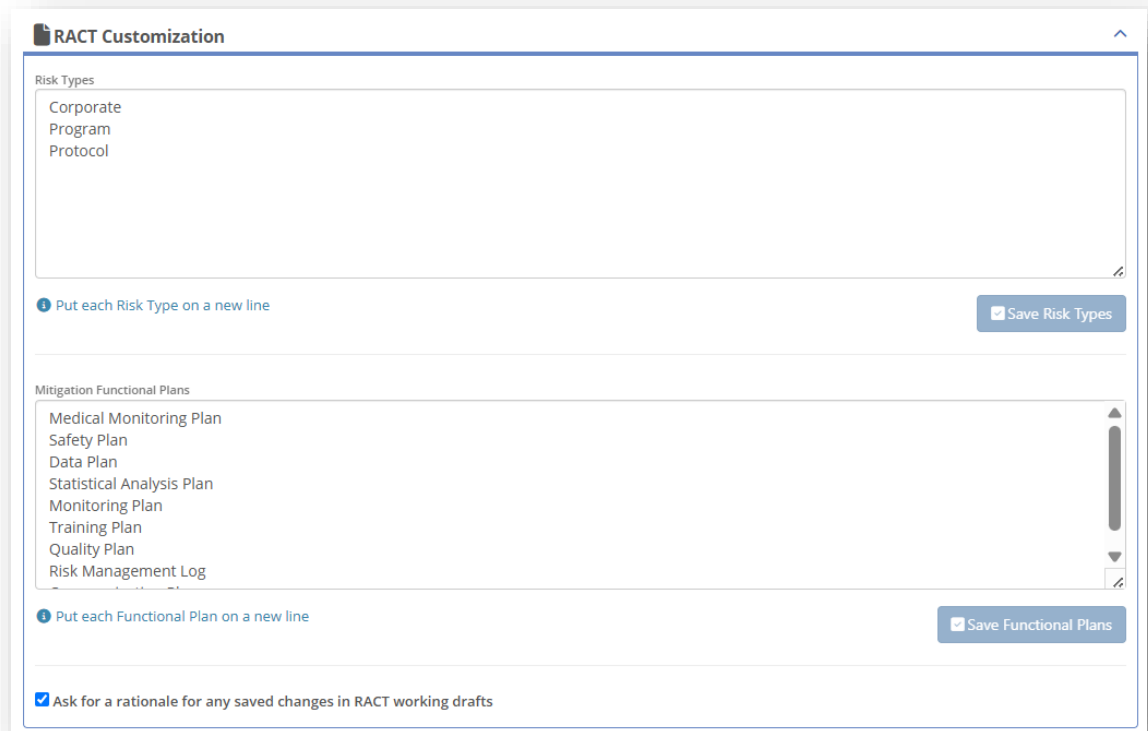 RACT Customization
Risk Types
Corporate
Program
Protocol
Put each Risk Type on a new line
Save Risk Types
Mitigation Functional Plans
Medical Monitoring Plan
Safety Plan
Data Plan
Statistical Analysis Plan
Monitoring Plan
Training Plan
Quality Plan
Risk Management Log
Put each Functional Plan on a new line
Save Functional Plans
Ask for a rationale for any saved changes in RACT working drafts